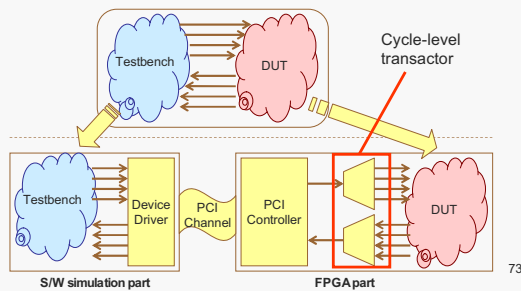 Cycle-level
transactor
Testbench
DUT
Testbench
Device
Driver
PCI
Channel
PCI
Controller
DUT
S/W simulation part
FPGA part
73